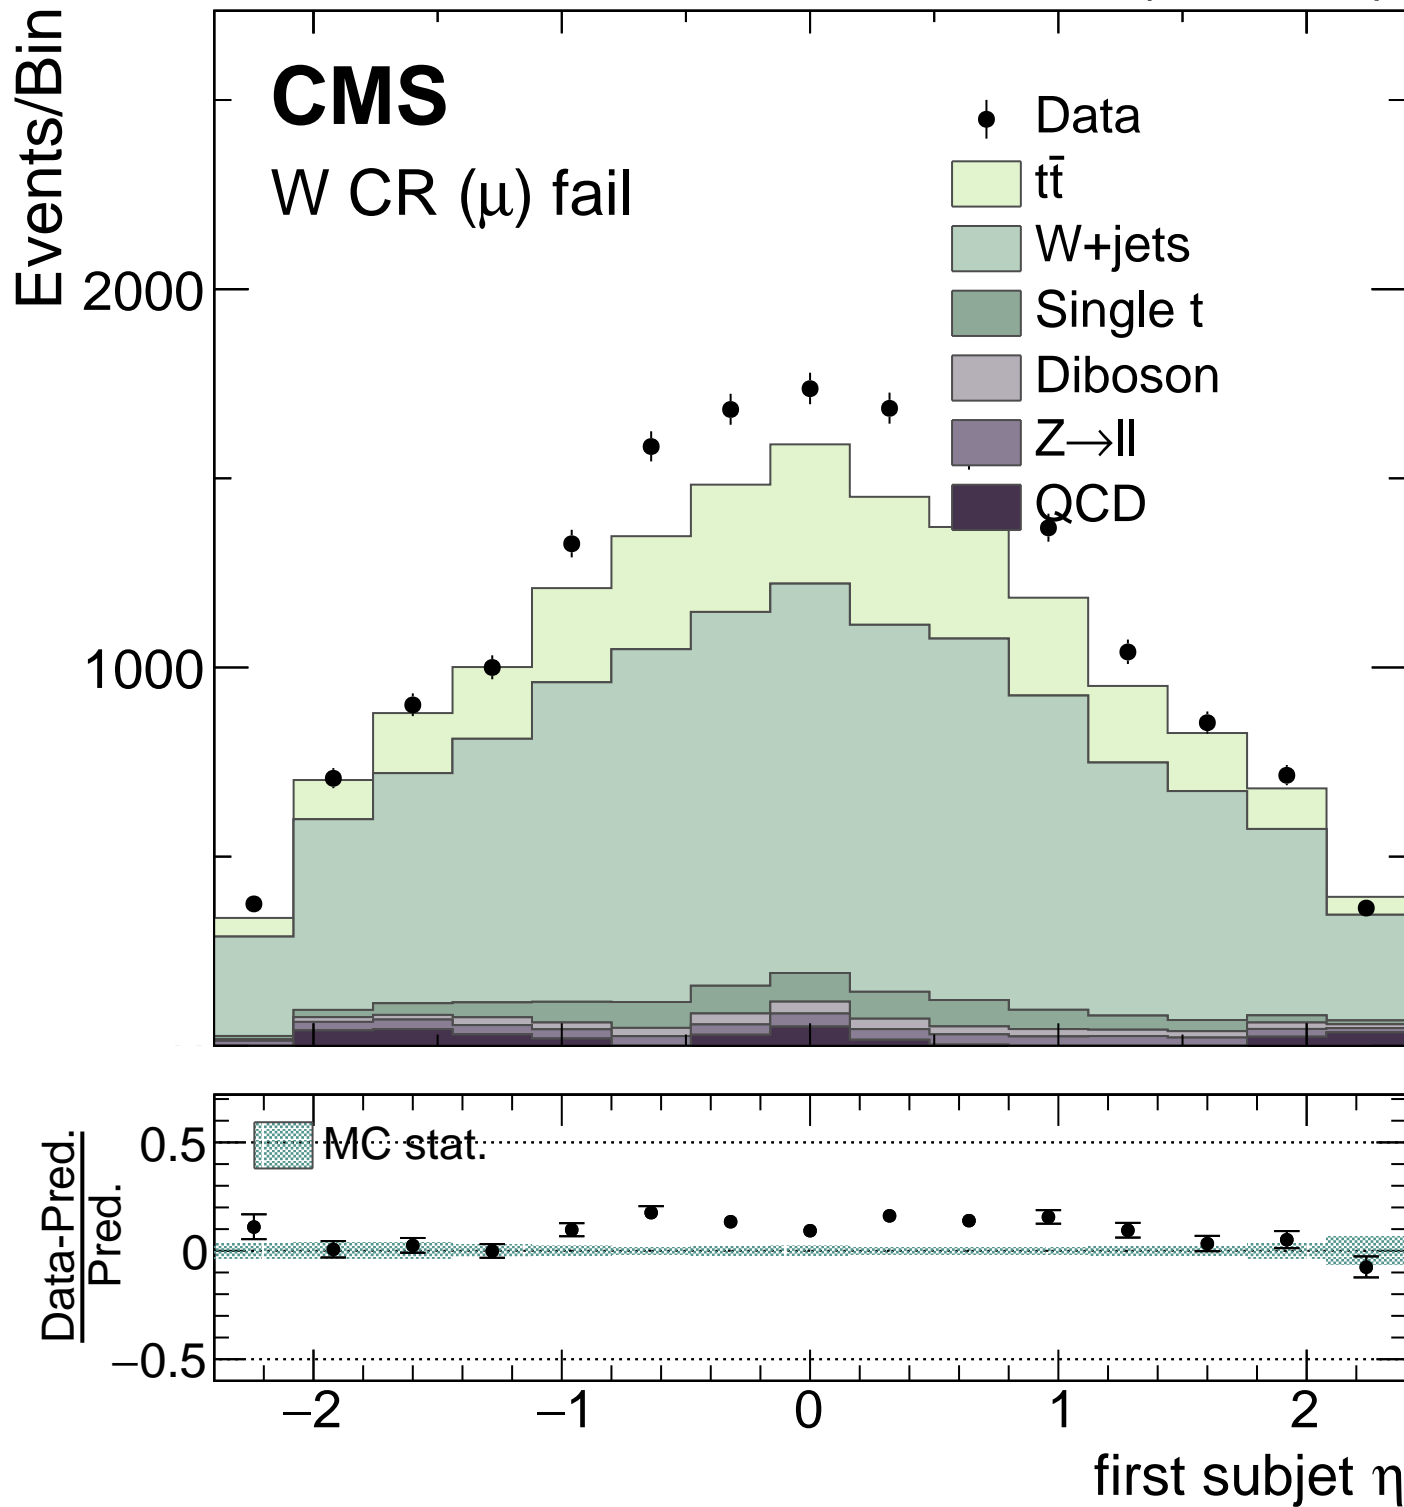 Events/Bin
CMS
W CR (μ) fail
Data
tt̄
W+jets
Single t
Diboson
Z→ll
QCD
2000
1000
Data-Pred.
Pred.
MC stat.
0.5
0
−0.5
−2
−1
0
1
2
first subjet η